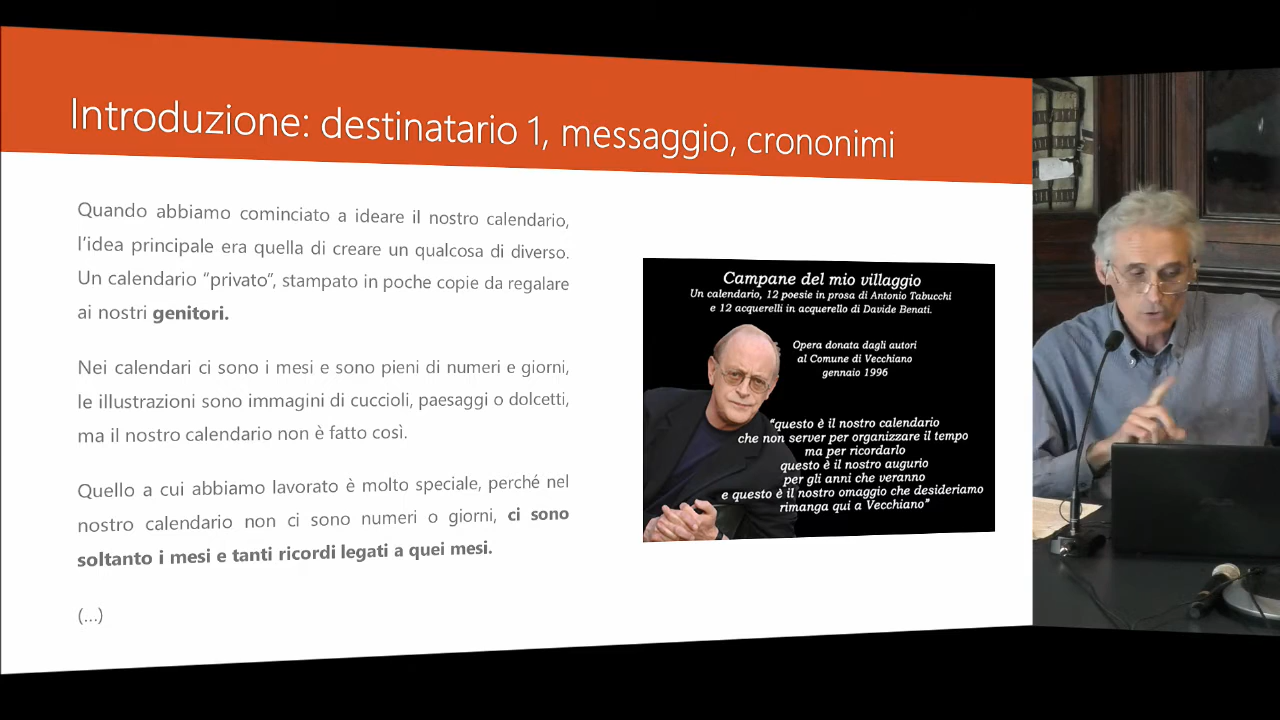 Introduzione: destinatario 1, messaggio, crononimi
Quando abbiamo cominciato a ideare il nostro calendario,
l'idea principale era quella di creare un qualcosa di diverso.
Un calendario “privato”, stampato in poche copie da regalare
ai nostri genitori.
Nei calendari ci sono i mesi e sono pieni di numeri e giorni,
le illustrazioni sono immagini di cuccioli, paesaggi o dolcetti,
ma il nostro calendario non è fatto così.
Quello a cui abbiamo lavorato è molto speciale, perché nel
nostro calendario non ci sono numeri o giorni, ci sono
soltanto i mesi e tanti ricordi legati a quei mesi.
(...)
Campane del mio villaggio
Un calendario, 12 poesie in prosa di Antonio Tabucchi
e 12 acquerelli in acquerello di Davide Benati.
Opera donata dagli autori
al Comune di Vecchiano
gennaio 1996
“questo è il nostro calendario
che non server per organizzare il tempo
ma per ricordarlo
questo è il nostro augurio
per gli anni che veranno
e questo è il nostro omaggio che desideriamo
rimanga qui a Vecchiano”